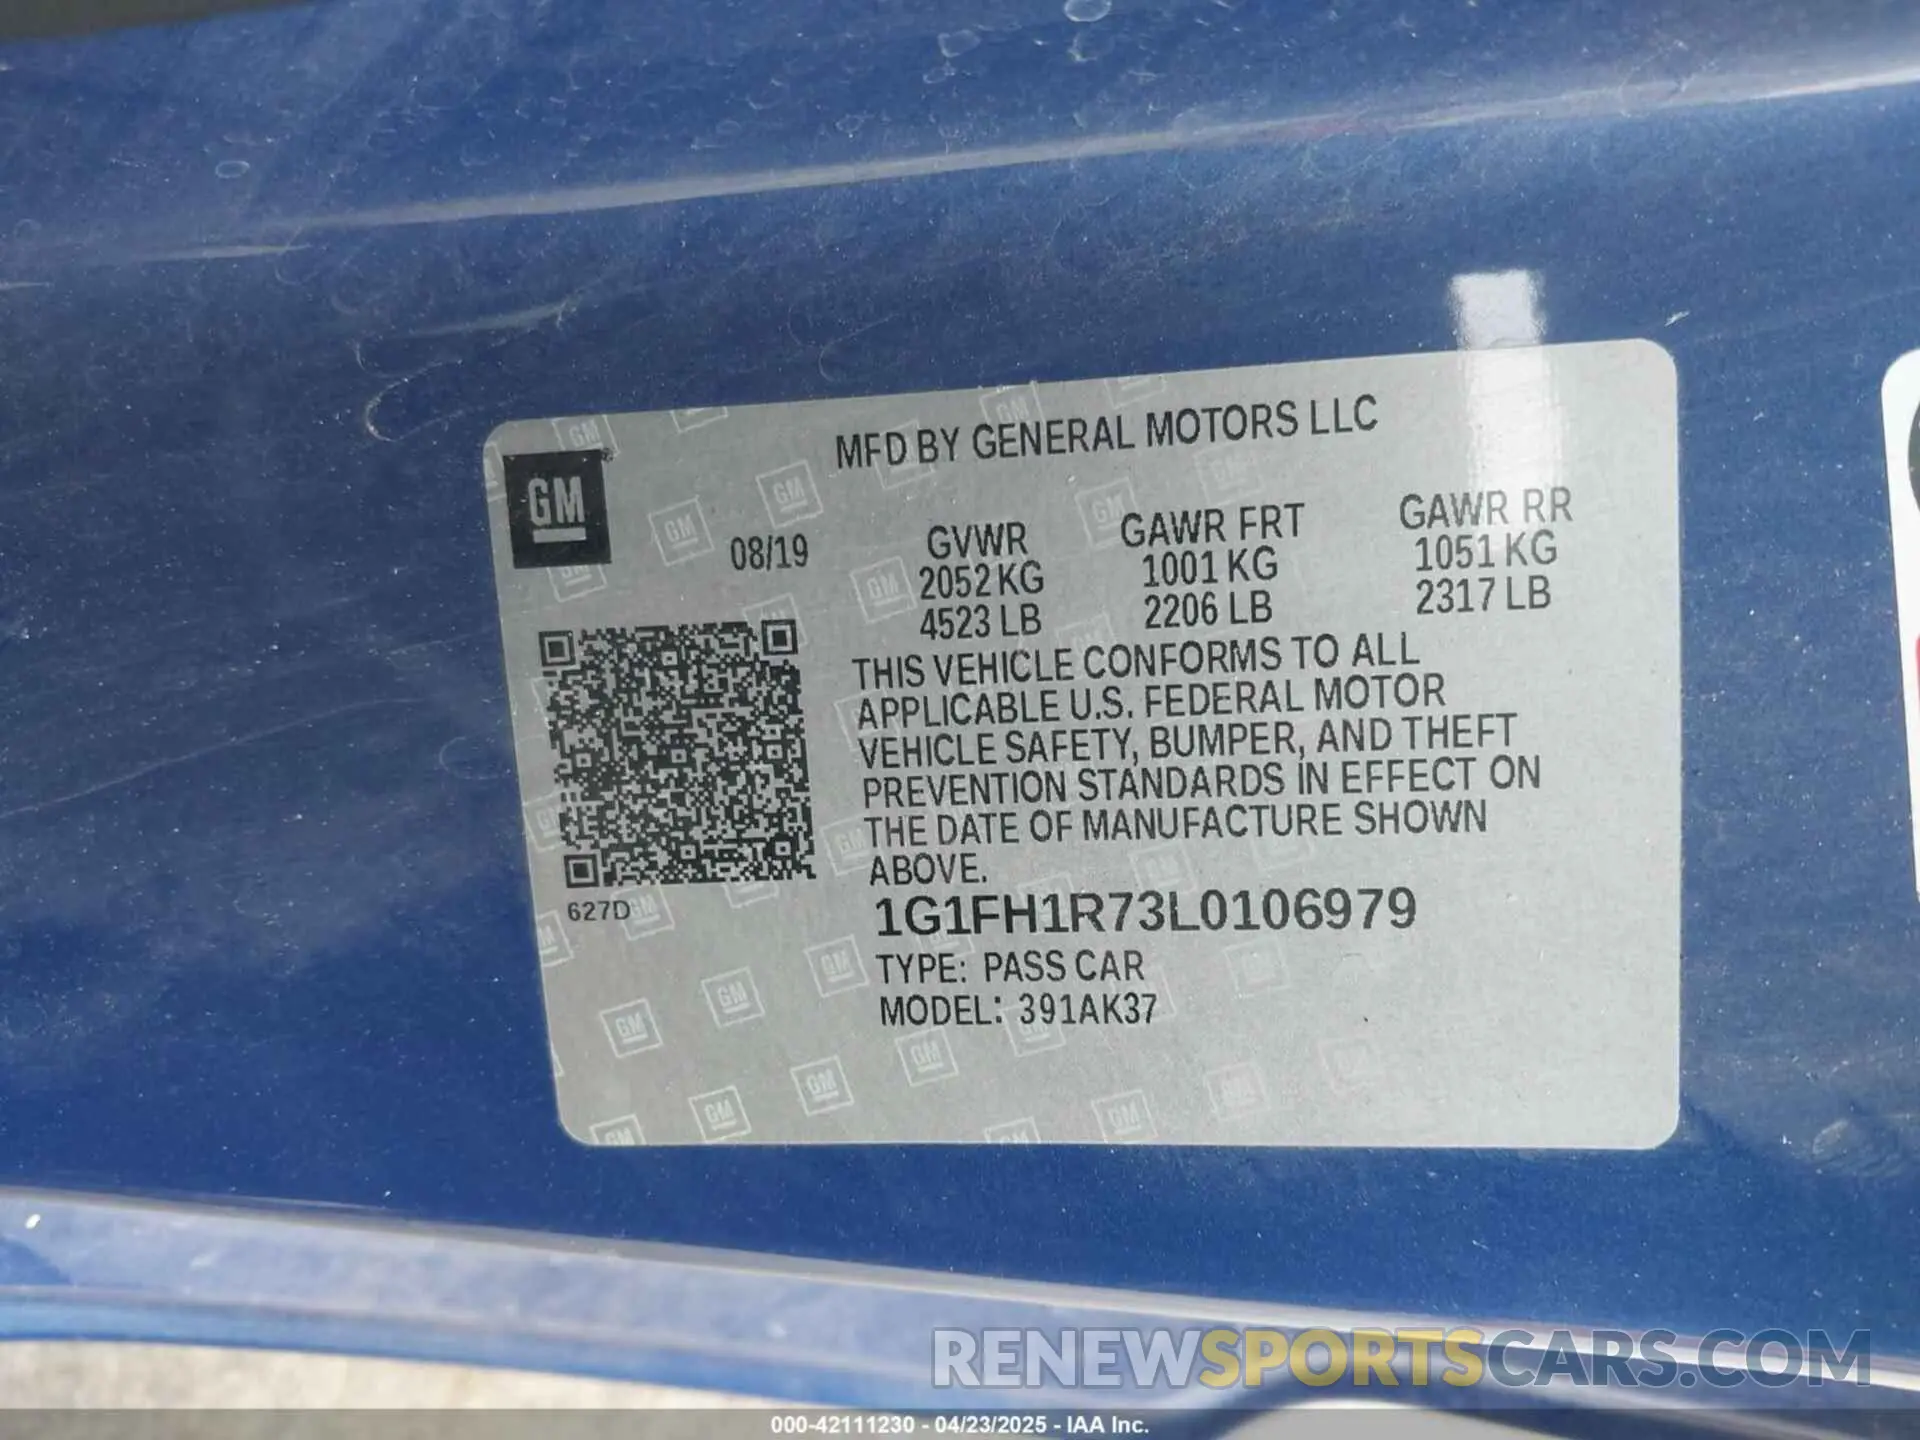 MFD BY GENERAL MOTORS LLC
GM
08/19
GVWR
2052 KG
4523 LB
GAWR FRT
1001 KG
2206 LB
GAWR RR
1051 KG
2317 LB
THIS VEHICLE CONFORMS TO ALL
APPLICABLE U.S. FEDERAL MOTOR
VEHICLE SAFETY, BUMPER, AND THEFT
PREVENTION STANDARDS IN EFFECT ON
THE DATE OF MANUFACTURE SHOWN
ABOVE.
627D
1G1FH1R73L0106979
TYPE: PASS CAR
MODEL: 391AK37
RENEWSPORTSCARS.COM
000-42111230 - 04/23/2025 - IAA Inc.